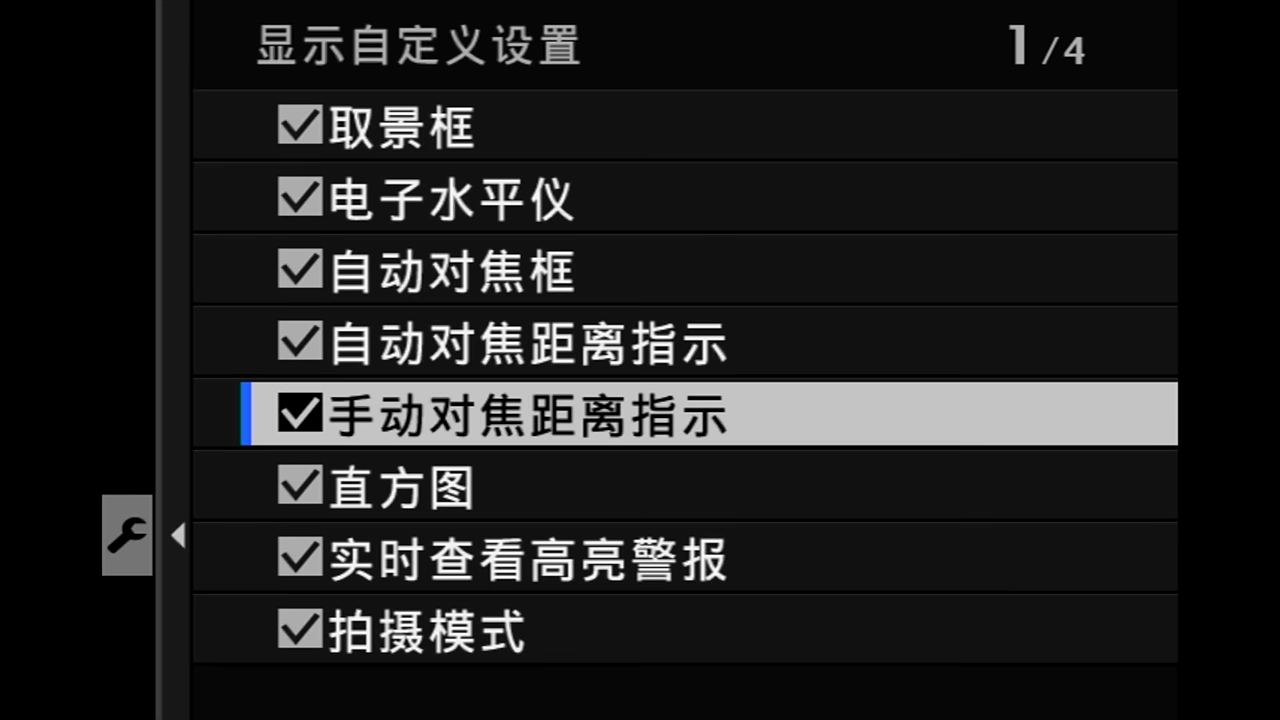 显示自定义设置 1/4
取景框
电子水平仪
自动对焦框
自动对焦距离指示
手动对焦距离指示
直方图
实时查看高亮警报
拍摄模式